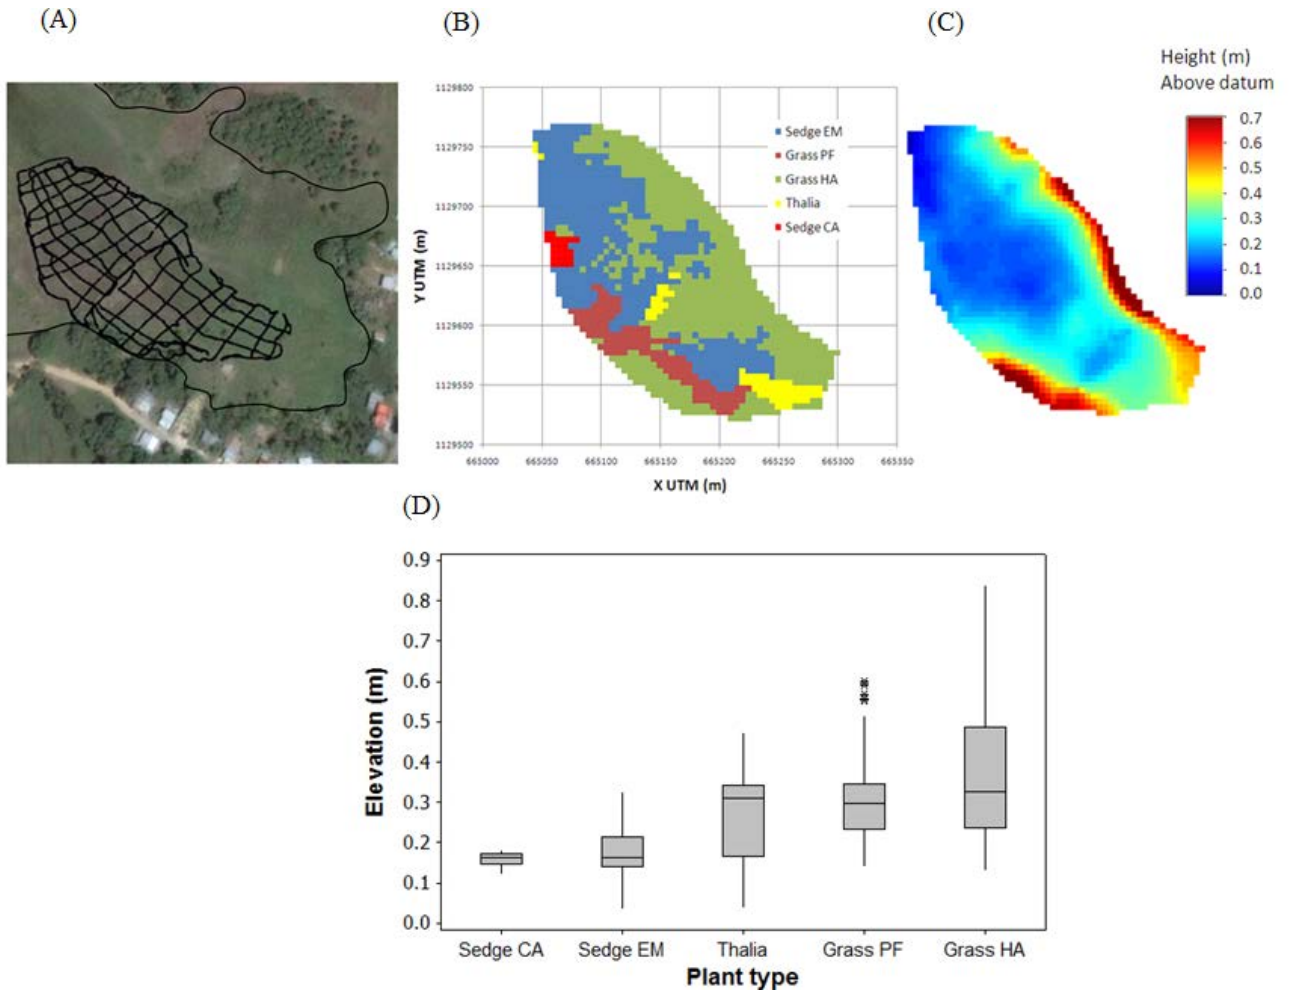 (A)
(B)
(C)
Height (m)
Above datum
0.7
0.6
0.5
0.4
0.3
0.2
0.1
0.0
1129800
1129750
1129700
1129650
1129600
1129550
1129500
Y UTM (m)
Sedge EM
Grass PF
Grass HA
Thalia
Sedge CA
665000 665050 665100 665150 665200 665250 665300 665350
X UTM (m)
(D)
0.9
0.8
0.7
0.6
0.5
0.4
0.3
0.2
0.1
0.0
Elevation (m)
Sedge CA Sedge EM Thalia Grass PF Grass HA
Plant type